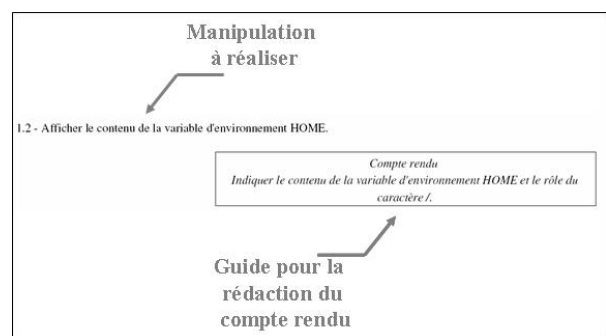 Manipulation
à réaliser
1.2 - Afficher le contenu de la variable d'environnement HOME.
Compte rendu
Indiquer le contenu de la variable d'environnement HOME et le rôle du
caractère /.
Guide pour la
rédaction du
compte rendu